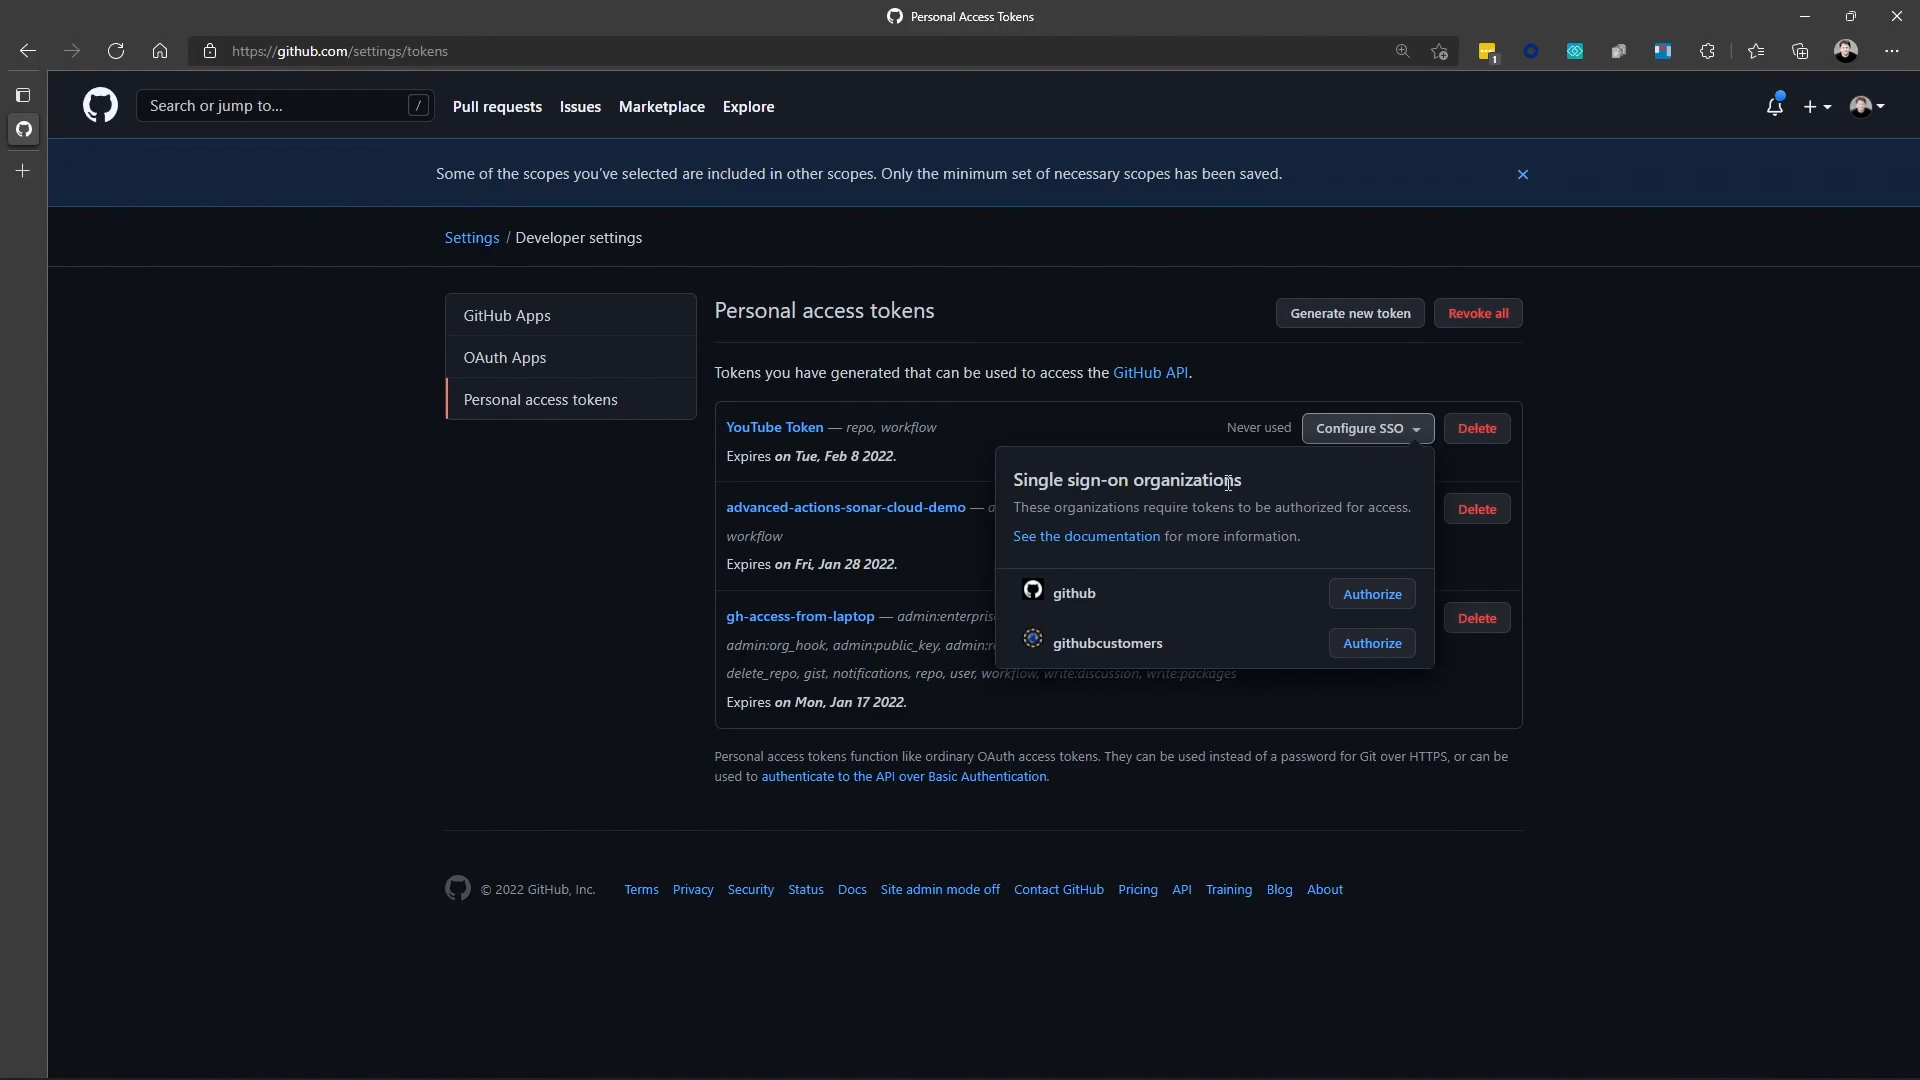 Personal Access Tokens
https://github.com/settings/tokens
1
Search or jump to...
/
Pull requests
Issues
Marketplace
Explore
Some of the scopes you've selected are included in other scopes. Only the minimum set of necessary scopes has been saved.
Settings / Developer settings
GitHub Apps
OAuth Apps
Personal access tokens
Personal access tokens
Generate new token
Revoke all
Tokens you have generated that can be used to access the GitHub API.
YouTube Token — repo, workflow
Never used
Configure SSO
Delete
Expires on Tue, Feb 8 2022.
Single sign-on organizations
These organizations require tokens to be authorized for access.
See the documentation for more information.
github
Authorize
githubcustomers
Authorize
advanced-actions-sonar-cloud-demo —
Delete
workflow
Expires on Fri, Jan 28 2022.
gh-access-from-laptop — admin:enterpris
Delete
admin:org_hook, admin:public_key, admin:r
delete_repo, gist, notifications, repo, user, workflow, write:discussion, write:packages
Expires on Mon, Jan 17 2022.
Personal access tokens function like ordinary OAuth access tokens. They can be used instead of a password for Git over HTTPS, or can be
used to authenticate to the API over Basic Authentication.
© 2022 GitHub, Inc.
Terms
Privacy
Security
Status
Docs
Site admin mode off
Contact GitHub
Pricing
API
Training
Blog
About